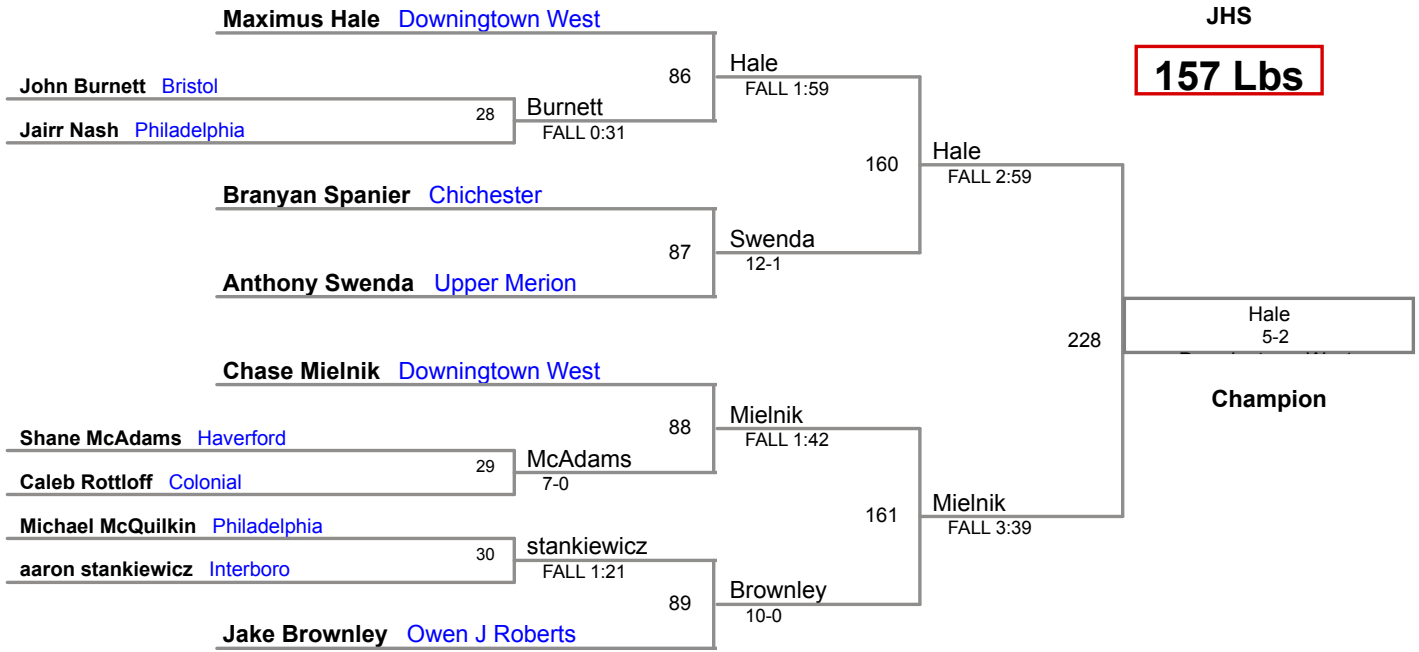 JHS
157 Lbs
Maximus Hale Downingtown West
John Burnett Bristol
28
Jairr Nash Philadelphia
Burnett
FALL 0:31
86
Hale
FALL 1:59
Branyan Spanier Chichester
87
Anthony Swenda Upper Merion
Swenda
12-1
160
Hale
FALL 2:59
Chase Mielnik Downingtown West
Shane McAdams Haverford
29
Caleb Rottloff Colonial
McAdams
7-0
88
Mielnik
FALL 1:42
Michael McQuilkin Philadelphia
30
aaron stankiewicz Interboro
stankiewicz
FALL 1:21
89
Jake Brownley Owen J Roberts
Brownley
10-0
161
Mielnik
FALL 3:39
228
Hale
5-2
Champion